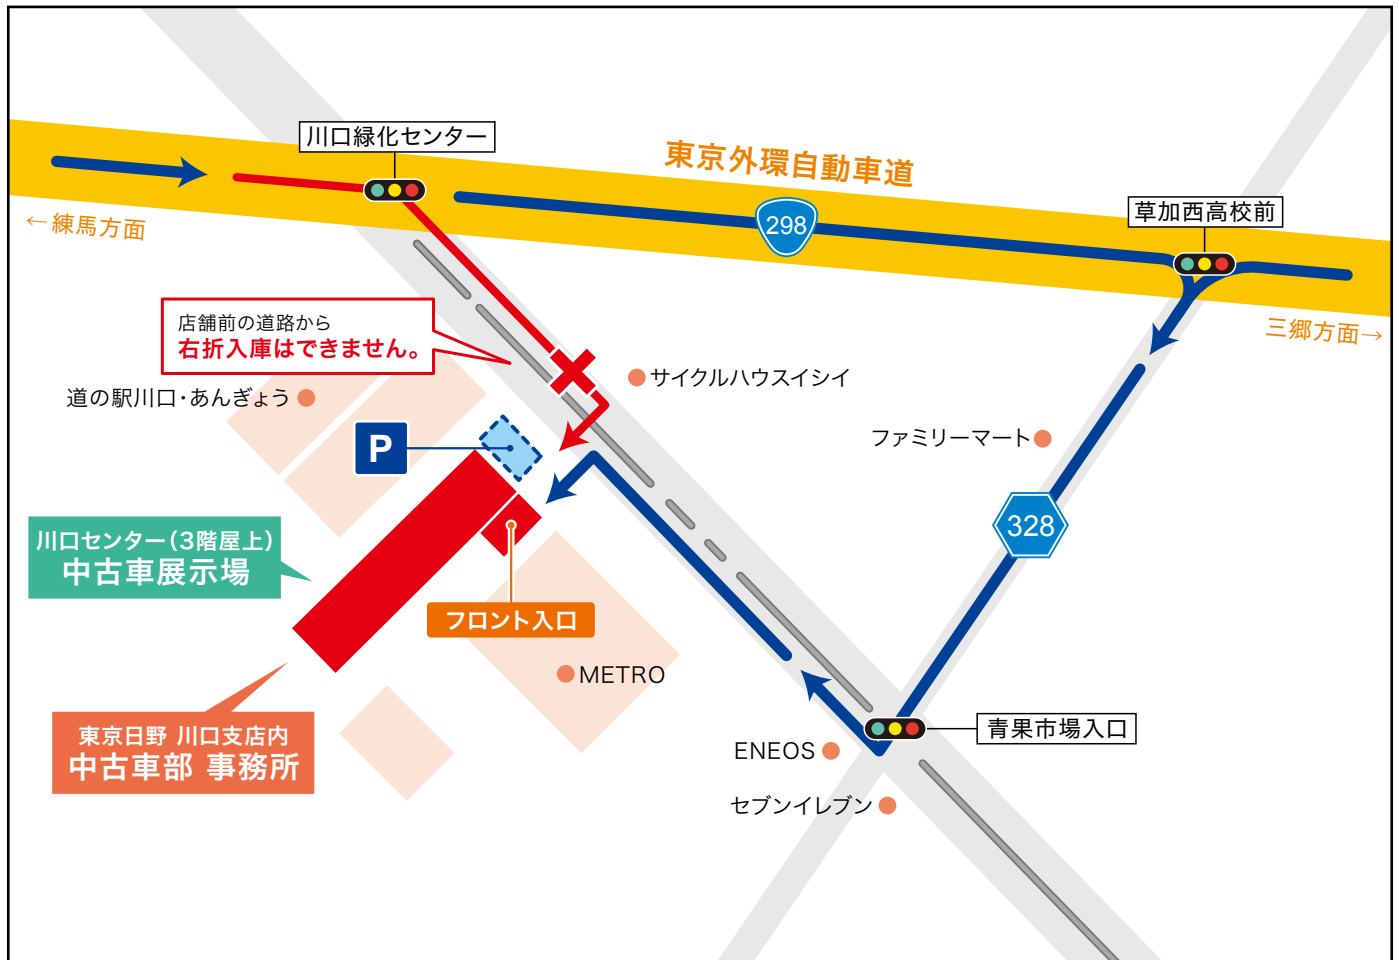 川口緑化センター
東京外環自動車道
298
草加西高校前
←練馬方面
三郷方面→
店舗前の道路から
右折入庫はできません。
サイクルハウスイシイ
道の駅川口・あんぎょう
P
ファミリーマート
328
川口センター(3階屋上)
中古車展示場
フロント入口
METRO
東京日野 川口支店内
中古車部 事務所
青果市場入口
ENEOS
セブンイレブン